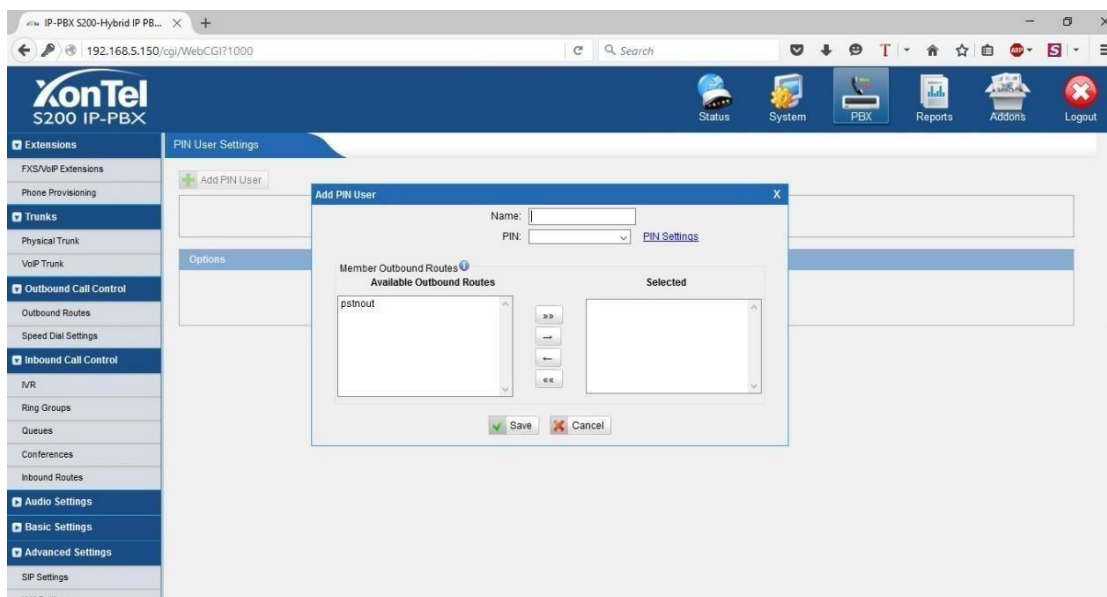 IP-PBX S200-Hybrid IP PB...
192.168.5.150/cgi/WebCGI?1000
Search
XonTel
S200 IP-PBX
Status
System
PBX
Reports
Addons
Logout
Extensions
FXS/VoIP Extensions
Phone Provisioning
Trunks
Physical Trunk
VoIP Trunk
Outbound Call Control
Outbound Routes
Speed Dial Settings
Inbound Call Control
IVR
Ring Groups
Queues
Conferences
Inbound Routes
Audio Settings
Basic Settings
Advanced Settings
SIP Settings
PIN User Settings
Add PIN User
Options
Add PIN User X
Name:
PIN: PIN Settings
Member Outbound Routes
Available Outbound Routes Selected
pstnout
Save Cancel